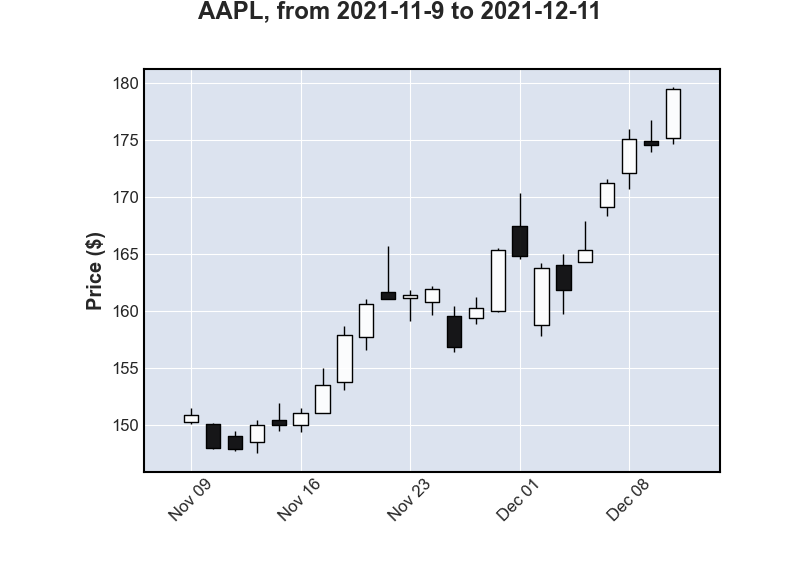 AAPL, from 2021-11-9 to 2021-12-11
Price ($)
180
175
170
165
160
155
150
Nov 09
Nov 16
Nov 23
Dec 01
Dec 08